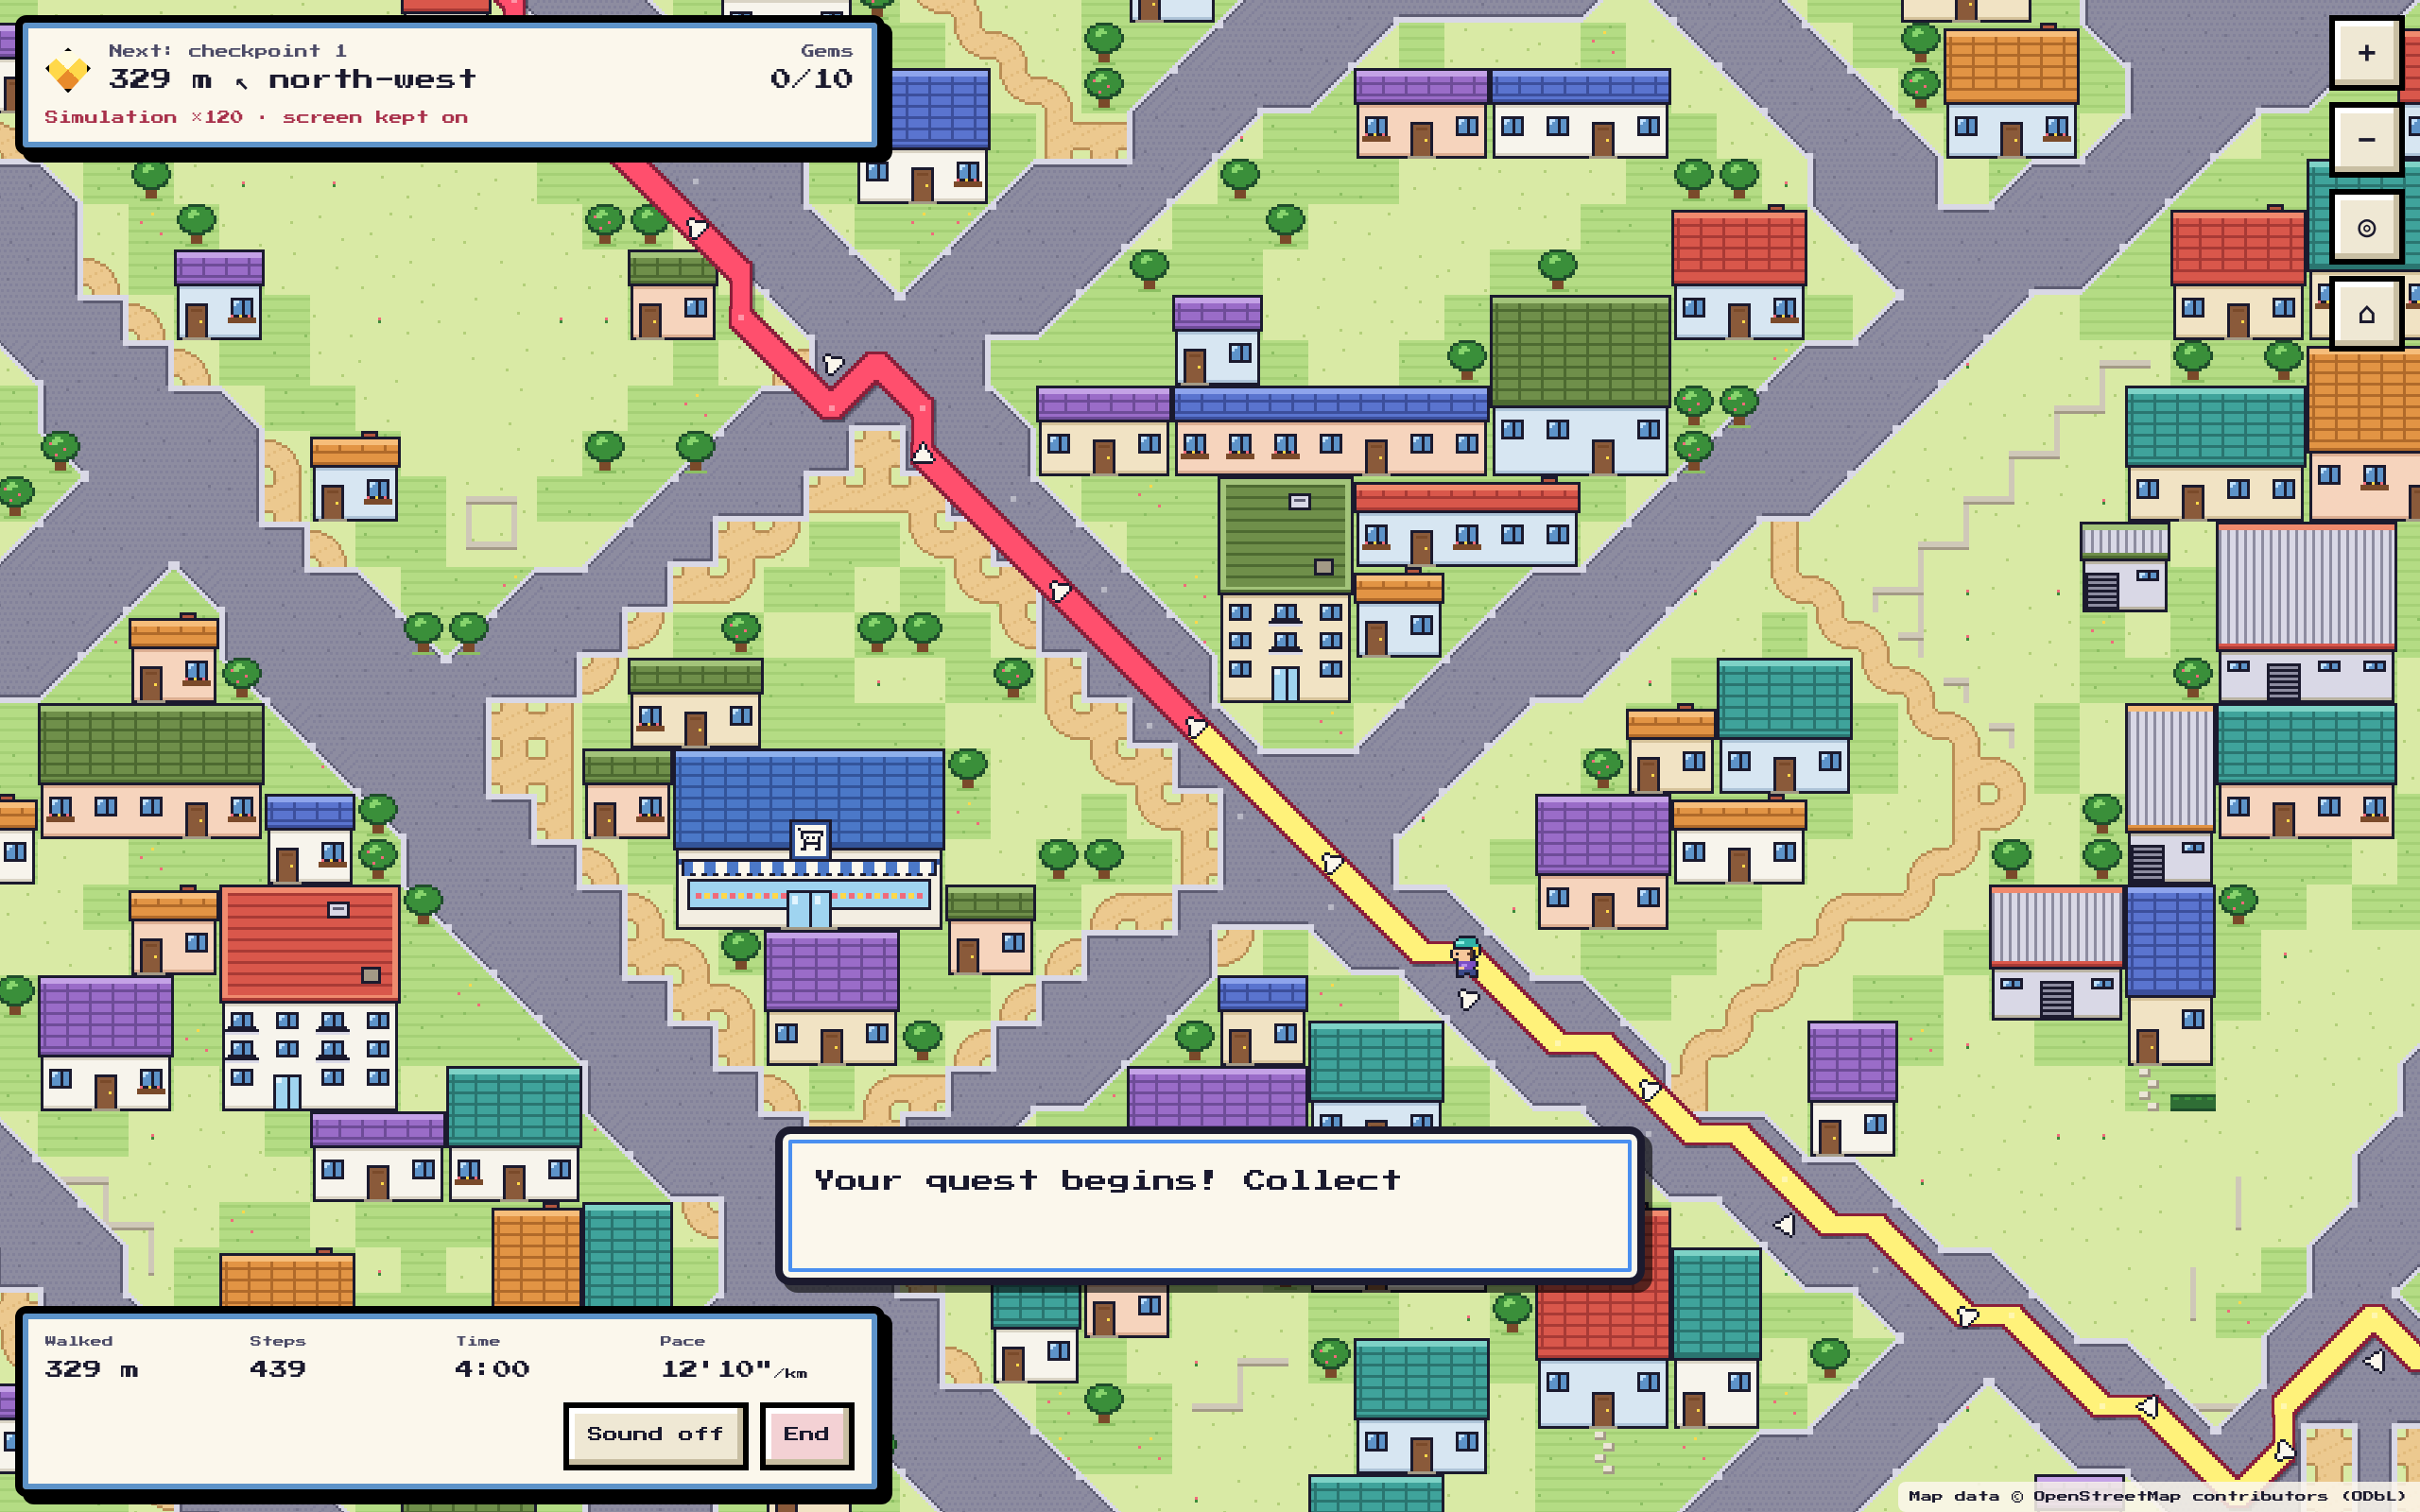 Next: checkpoint 1
Gems
329 m ↖ north-west
0/10
Simulation ×120 · screen kept on
+
−
◎
⌂
Your quest begins! Collect
Walked Steps Time Pace
329 m 439 4:00 12'10"/km
Sound off End
Map data © OpenStreetMap contributors (ODbL)